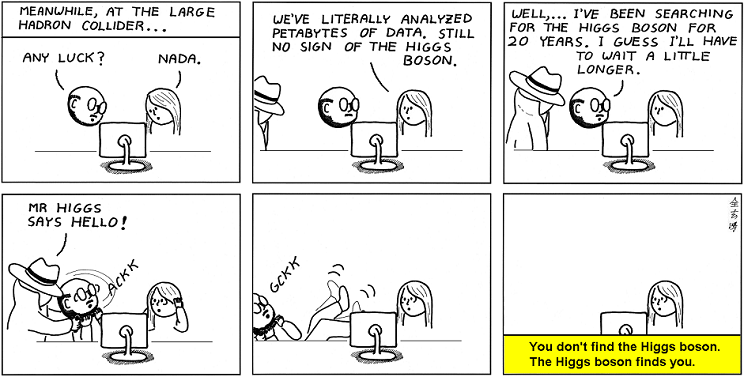 MEANWHILE, AT THE LARGE
HADRON COLLIDER...
ANY LUCK?
NADA.
WE'VE LITERALLY ANALYZED
PETABYTES OF DATA. STILL
NO SIGN OF THE HIGGS
BOSON.
WELL,... I'VE BEEN SEARCHING
FOR THE HIGGS BOSON FOR
20 YEARS. I GUESS I'LL HAVE
TO WAIT A LITTLE
LONGER.
MR HIGGS
SAYS HELLO!
ACKK
GCKK
You don't find the Higgs boson.
The Higgs boson finds you.